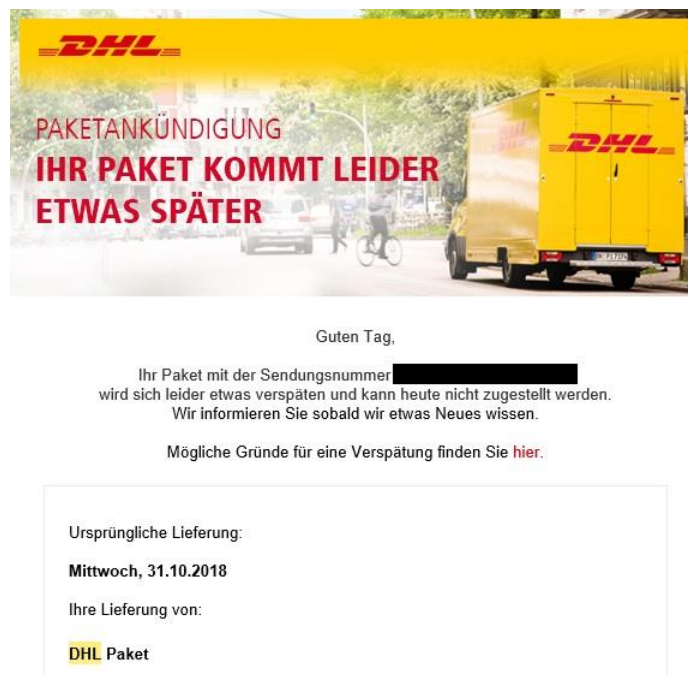 DHL
PAKETANKÜNDIGUNG
IHR PAKET KOMMT LEIDER
ETWAS SPÄTER
DHL
Guten Tag,
Ihr Paket mit der Sendungsnummer
wird sich leider etwas verspäten und kann heute nicht zugestellt werden.
Wir informieren Sie sobald wir etwas Neues wissen.
Mögliche Gründe für eine Verspätung finden Sie hier.
Ursprüngliche Lieferung:
Mittwoch, 31.10.2018
Ihre Lieferung von:
DHL Paket